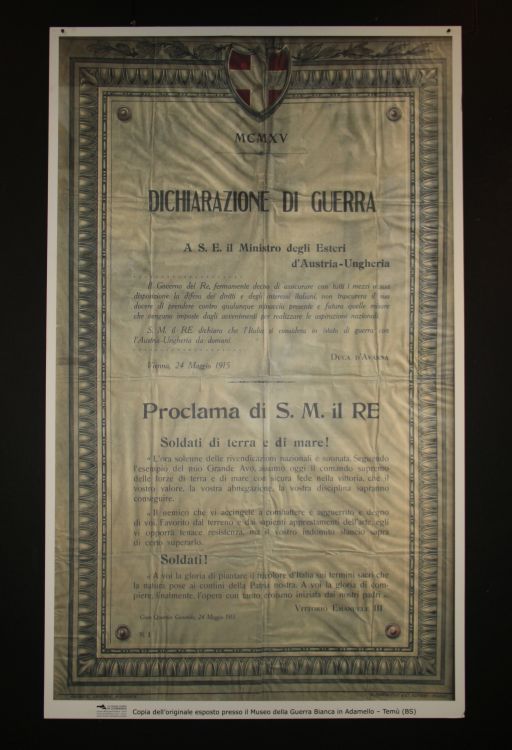 MCMXV
DICHIARAZIONE DI GUERRA
A S. E. il Ministro degli Esteri
d'Austria-Ungheria
Il Governo del Re, fermamente deciso di assicurare con tutti i mezzi a sua
disposizione la difesa dei diritti e degli interessi italiani, non trascurerà il suo
dovere di prendere contro qualunque minaccia presente e futura quelle misure
che vengano imposte dagli avvenimenti per realizzare le aspirazioni nazionali.
S. M. il RE dichiara che l'Italia si considera in istato di guerra con
l'Austria-Ungheria da domani.
DUCA D'AVARNA
Vienna, 24 Maggio 1915
Proclama di S. M. il RE
Soldati di terra e di mare!
« L'ora solenne delle rivendicazioni nazionali è suonata. Seguendo
l'esempio del mio Grande Avo, assumo oggi il comando supremo
delle forze di terra e di mare con sicura fede nella vittoria, che il
vostro valore, la vostra abnegazione, la vostra disciplina sapranno
conseguire.
« Il nemico che vi accingete a combattere è agguerrito e degno
di voi. Favorito dal terreno e dai sapienti apprestamenti dell'arte, egli
vi opporrà tenace resistenza, ma il vostro indomito slancio saprà
di certo superarlo.
Soldati!
« A voi la gloria di piantare il tricolore d'Italia sui termini sacri che
la natura pose ai confini della Patria nostra. A voi la gloria di com-
piere, finalmente, l'opera con tanto eroismo iniziata dai nostri padri »
VITTORIO EMANUELE III
Gran Quartier Generale, 24 Maggio 1915
N. 1
Copia dell'originale esposto presso il Museo della Guerra Bianca in Adamello – Temù (BS)